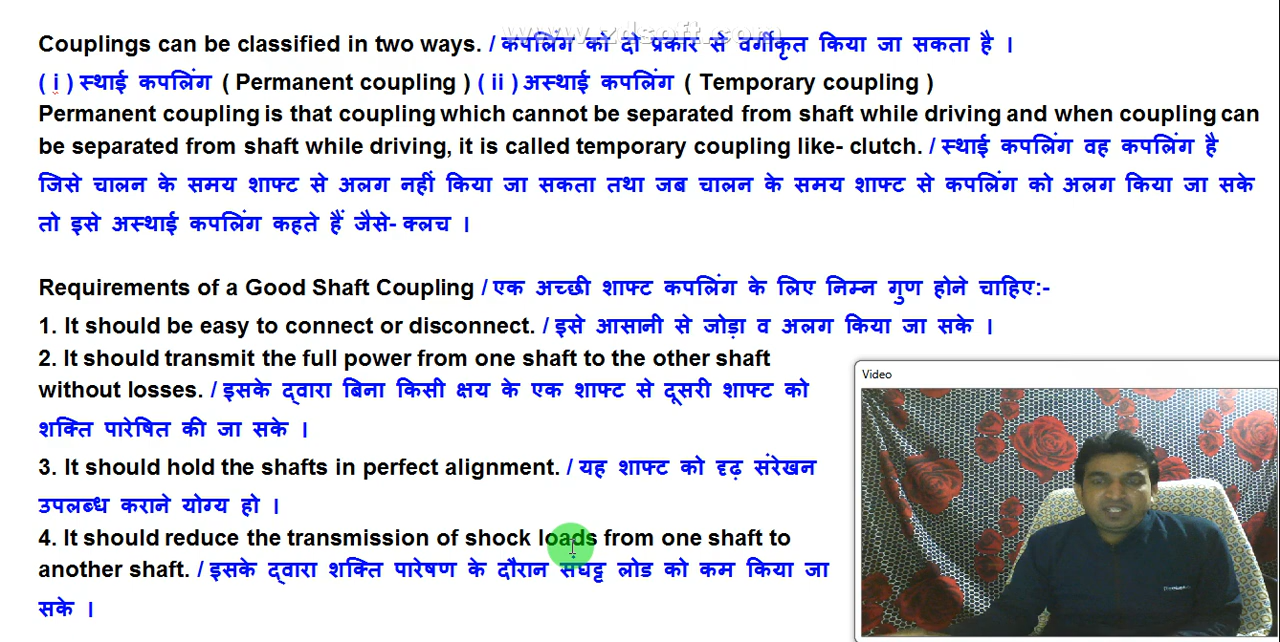 www.zdsoft.com
Couplings can be classified in two ways. / कपलिंग को दो प्रकार से वर्गीकृत किया जा सकता है ।
( i ) स्थाई कपलिंग ( Permanent coupling ) ( ii ) अस्थाई कपलिंग ( Temporary coupling )
Permanent coupling is that coupling which cannot be separated from shaft while driving and when coupling can
be separated from shaft while driving, it is called temporary coupling like- clutch. / स्थाई कपलिंग वह कपलिंग है
जिसे चालन के समय शाफ्ट से अलग नहीं किया जा सकता तथा जब चालन के समय शाफ्ट से कपलिंग को अलग किया जा सके
तो इसे अस्थाई कपलिंग कहते हैं जैसे- क्लच ।
Requirements of a Good Shaft Coupling / एक अच्छी शाफ्ट कपलिंग के लिए निम्न गुण होने चाहिए:-
1. It should be easy to connect or disconnect. / इसे आसानी से जोड़ा व अलग किया जा सके ।
2. It should transmit the full power from one shaft to the other shaft
without losses. / इसके द्वारा बिना किसी क्षय के एक शाफ्ट से दूसरी शाफ्ट को
शक्ति पारेषित की जा सके ।
3. It should hold the shafts in perfect alignment. / यह शाफ्ट को दृढ़ संरेखन
उपलब्ध कराने योग्य हो ।
4. It should reduce the transmission of shock loads from one shaft to
another shaft. / इसके द्वारा शक्ति पारेषण के दौरान संघट्ट लोड को कम किया जा
सके ।
Video